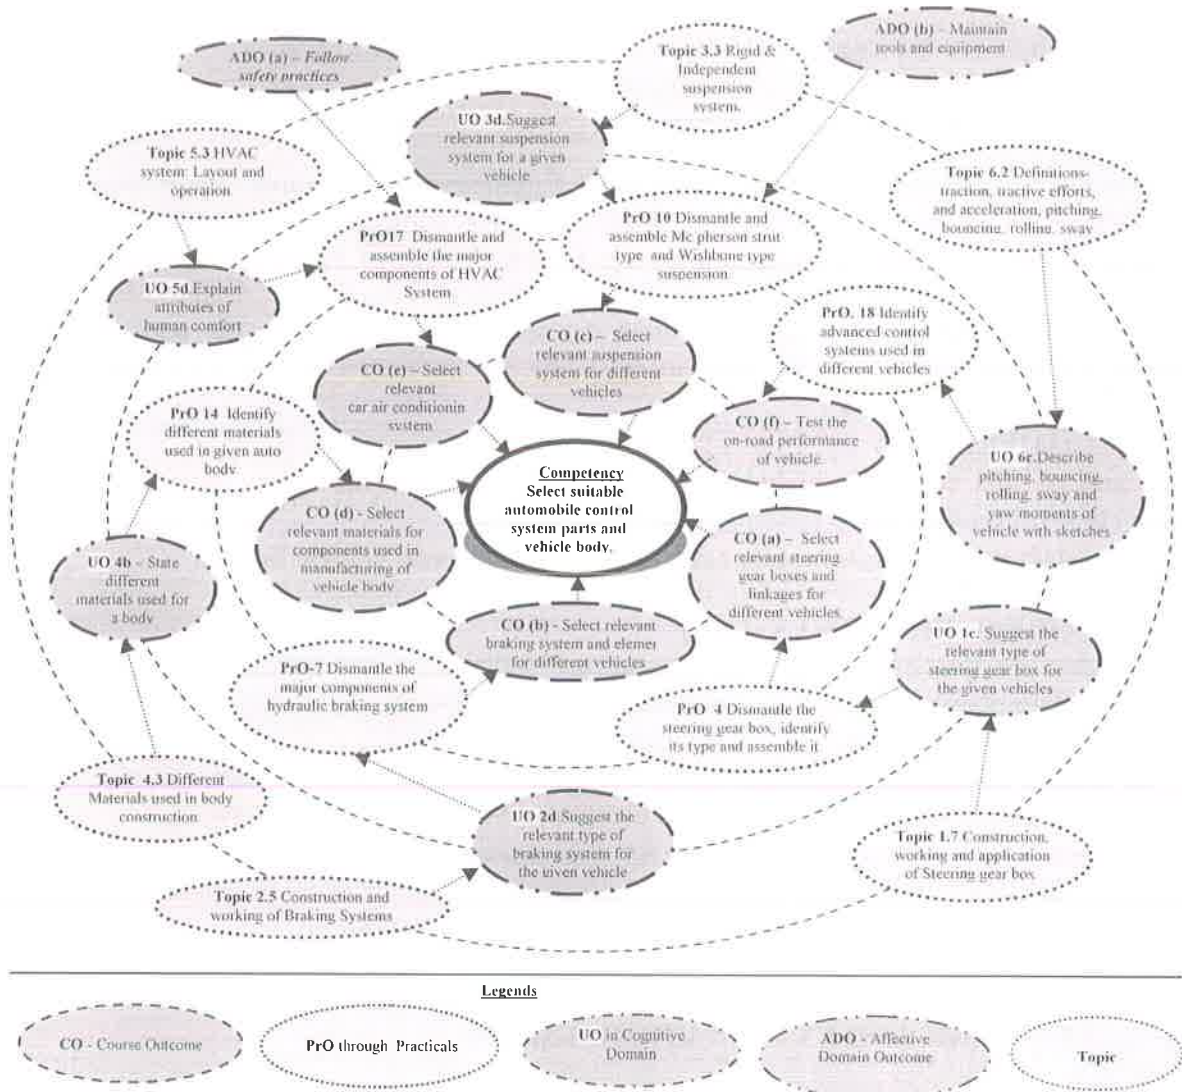 ADO (a) – Follow
safety practices
Topic 3.3 Rigid &
Independent
suspension
system.
ADO (b) – Maintain
tools and equipment
UO 3d.Suggest
relevant suspension
system for a given
vehicle
Topic 5.3 HVAC
system: Layout and
operation
Topic 6.2 Definitions-
traction, tractive efforts,
and acceleration, pitching,
bouncing, rolling, sway
PrO17 Dismantle and
assemble the major
components of HVAC
System
PrO 10 Dismantle and
assemble Mc pherson strut
type and Wishbone type
suspension.
UO 5d.Explain
attributes of
human comfort
PrO. 18 Identify
advanced control
systems used in
different vehicles
CO (c) – Select
relevant suspension
system for different
vehicles
CO (e) – Select
relevant
car air conditionin
system
PrO 14 Identify
different materials
used in given auto
body.
CO (f) – Test the
on-road performance
of vehicle.
UO 6c.Describe
pitching, bouncing,
rolling, sway and
yaw moments of
vehicle with sketches
Competency
Select suitable
automobile control
system parts and
vehicle body.
CO (d) - Select
relevant materials for
components used in
manufacturing of
vehicle body
CO (a) – Select
relevant steering
gear boxes and
linkages for
different vehicles.
UO 4b – State
different
materials used for
a body
CO (b) - Select relevant
braking system and elemer
for different vehicles
UO 1c. Suggest the
relevant type of
steering gear box for
the given vehicles
PrO-7 Dismantle the
major components of
hydraulic braking system
PrO 4 Dismantle the
steering gear box, identify
its type and assemble it
Topic 4.3 Different
Materials used in body
construction
UO 2d.Suggest the
relevant type of
braking system for
the given vehicle
Topic 1.7 Construction,
working and application
of Steering gear box
Topic 2.5 Construction and
working of Braking Systems
Legends
CO - Course Outcome
PrO through Practicals
UO in Cognitive
Domain
ADO - Affective
Domain Outcome
Topic